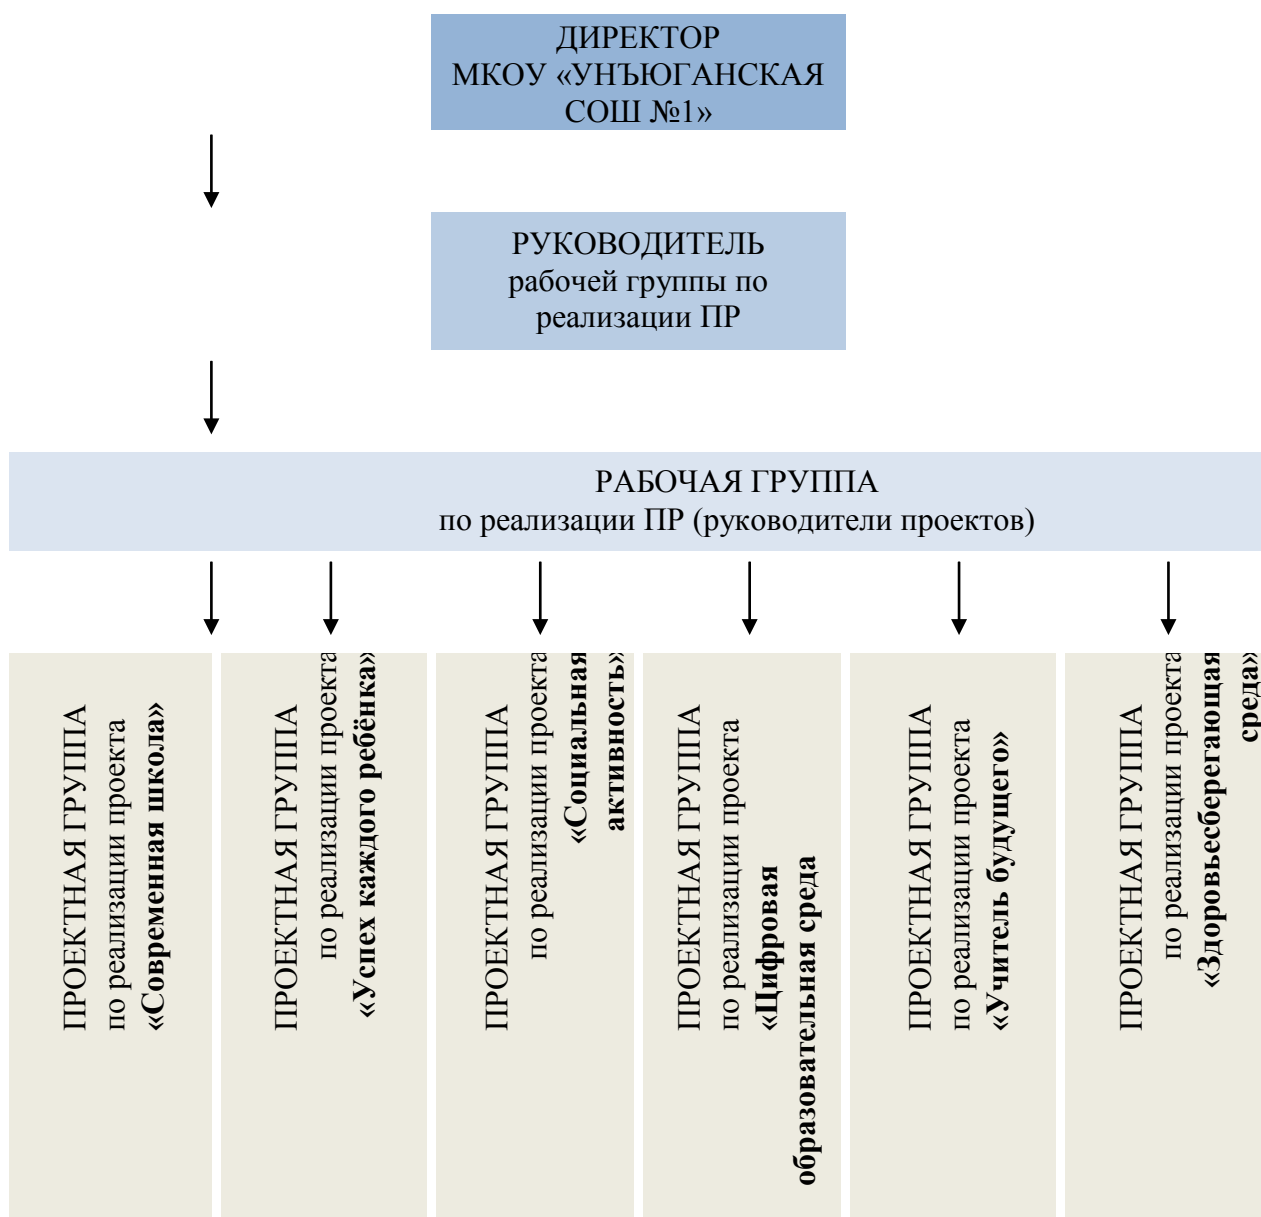 ДИРЕКТОР
МКОУ «УНЪЮГАНСКАЯ
СОШ №1»
РУКОВОДИТЕЛЬ
рабочей группы по
реализации ПР
РАБОЧАЯ ГРУППА
по реализации ПР (руководители проектов)
ПРОЕКТНАЯ ГРУППА
по реализации проекта
«Современная школа»
ПРОЕКТНАЯ ГРУППА
по реализации проекта
«Успех каждого ребёнка»
ПРОЕКТНАЯ ГРУППА
по реализации проекта
«Социальная
активность»
ПРОЕКТНАЯ ГРУППА
по реализации проекта
«Цифровая
образовательная среда
ПРОЕКТНАЯ ГРУППА
по реализации проекта
«Учитель будущего»
ПРОЕКТНАЯ ГРУППА
по реализации проекта
«Здоровьесберегающая
среда»